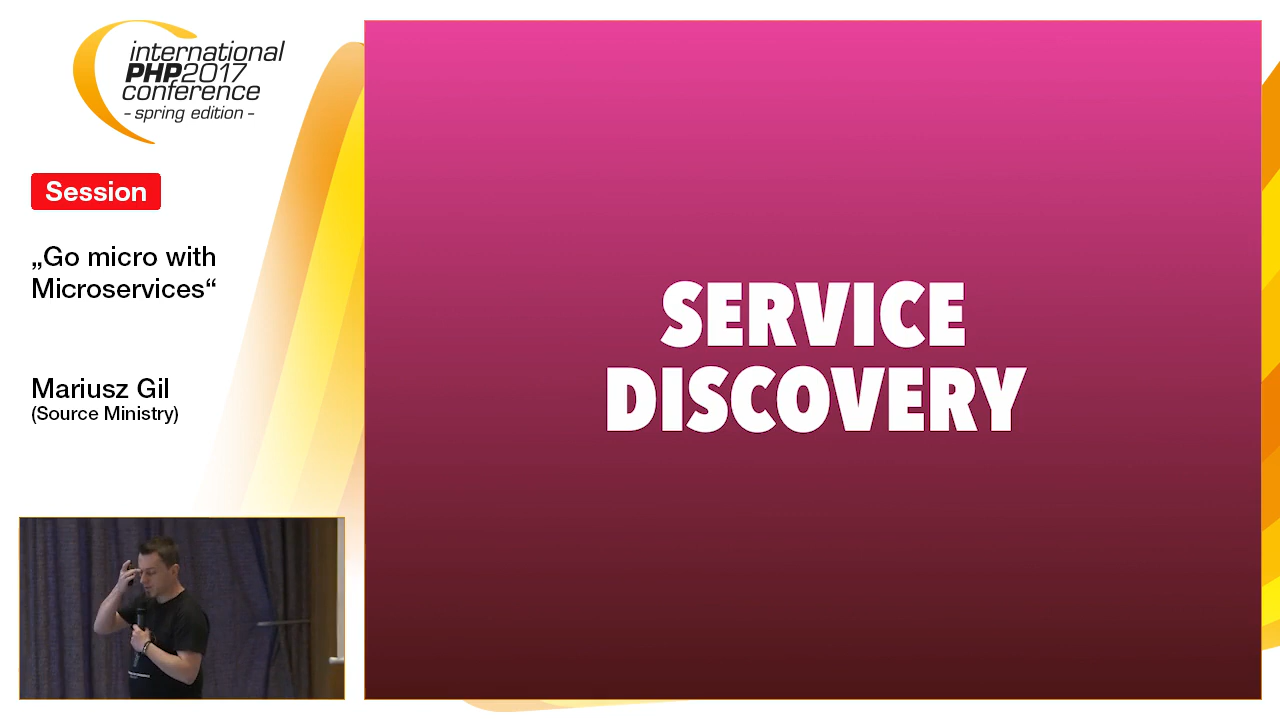 international
PHP2017
conference
- spring edition -
Session
„Go micro with
Microservices“
Mariusz Gil
(Source Ministry)
SERVICE
DISCOVERY